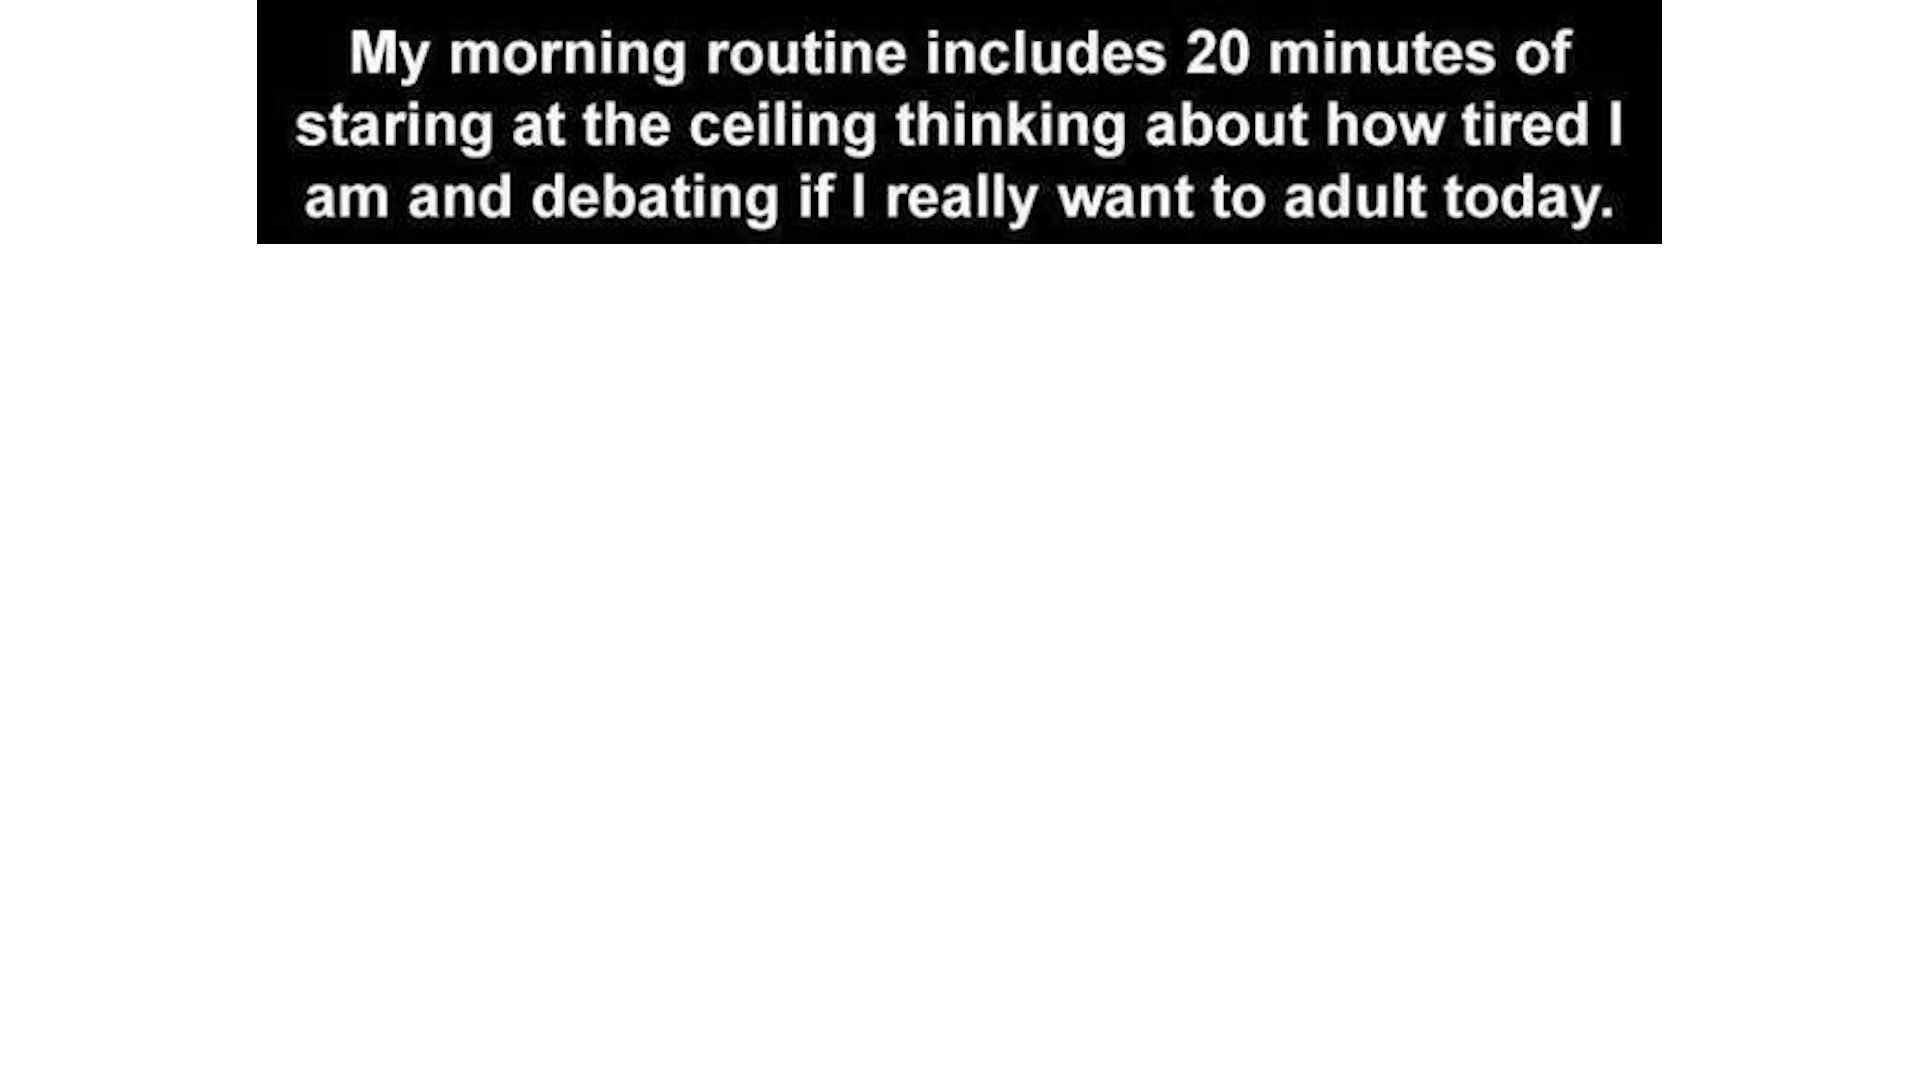 My morning routine includes 20 minutes of
staring at the ceiling thinking about how tired I
am and debating if I really want to adult today.